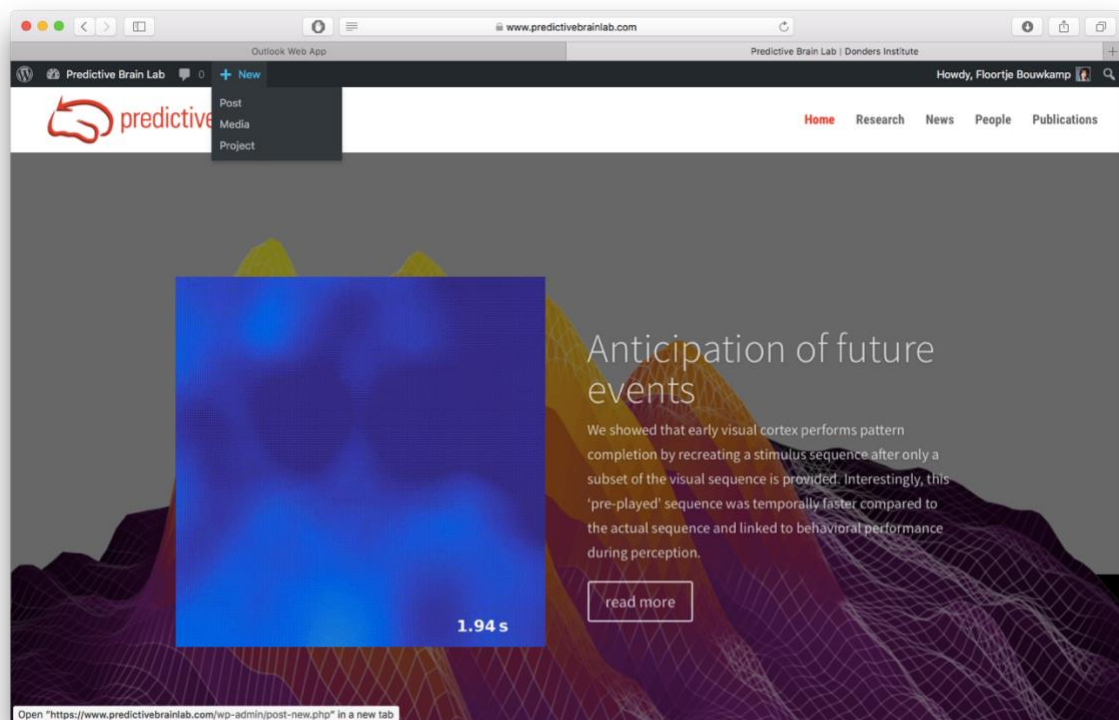 www.predictivebrainlab.com
Outlook Web App
Predictive Brain Lab | Donders Institute
Predictive Brain Lab 0 + New
Howdy, Floortje Bouwkamp
Post
Media
Project
predictive
Home Research News People Publications
Anticipation of future
events
We showed that early visual cortex performs pattern
completion by recreating a stimulus sequence after only a
subset of the visual sequence is provided. Interestingly, this
‘pre-played’ sequence was temporally faster compared to
the actual sequence and linked to behavioral performance
during perception.
read more
1.94 s
Open "https://www.predictivebrainlab.com/wp-admin/post-new.php" in a new tab